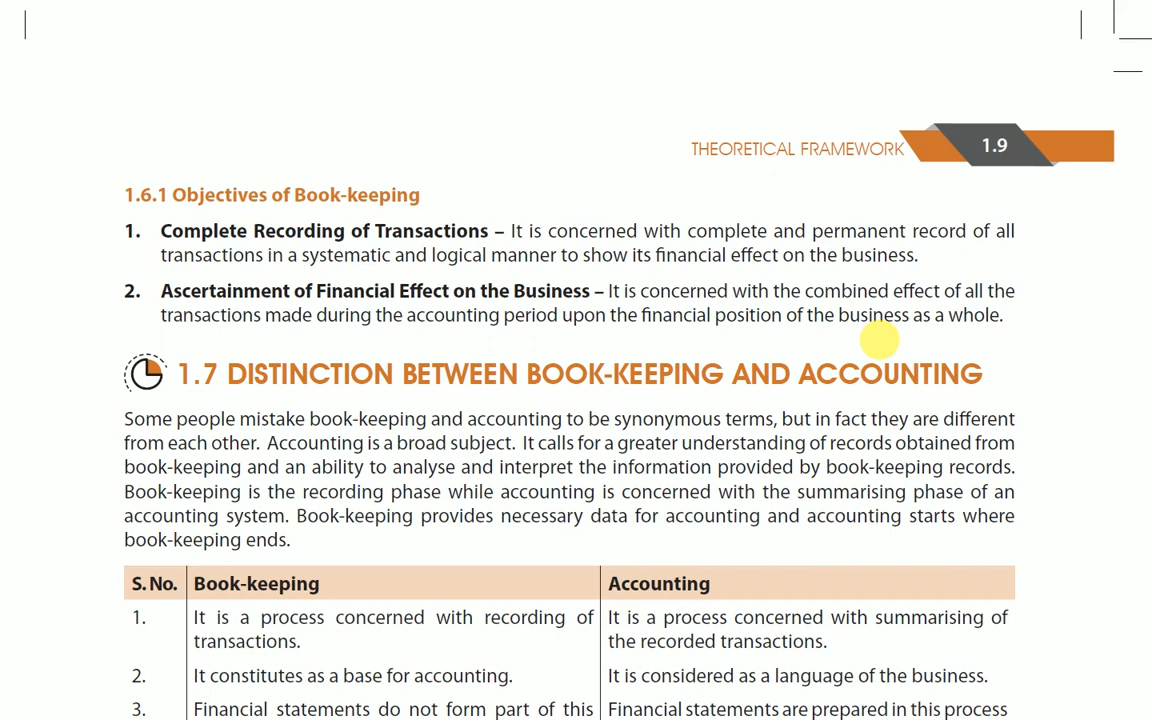 THEORETICAL FRAMEWORK 1.9
1.6.1 Objectives of Book-keeping
1. Complete Recording of Transactions – It is concerned with complete and permanent record of all
transactions in a systematic and logical manner to show its financial effect on the business.
2. Ascertainment of Financial Effect on the Business – It is concerned with the combined effect of all the
transactions made during the accounting period upon the financial position of the business as a whole.
1.7 DISTINCTION BETWEEN BOOK-KEEPING AND ACCOUNTING
Some people mistake book-keeping and accounting to be synonymous terms, but in fact they are different
from each other. Accounting is a broad subject. It calls for a greater understanding of records obtained from
book-keeping and an ability to analyse and interpret the information provided by book-keeping records.
Book-keeping is the recording phase while accounting is concerned with the summarising phase of an
accounting system. Book-keeping provides necessary data for accounting and accounting starts where
book-keeping ends.
S. No. Book-keeping Accounting
1. It is a process concerned with recording of It is a process concerned with summarising of
transactions. the recorded transactions.
2. It constitutes as a base for accounting. It is considered as a language of the business.
3. Financial statements do not form part of this Financial statements are prepared in this process